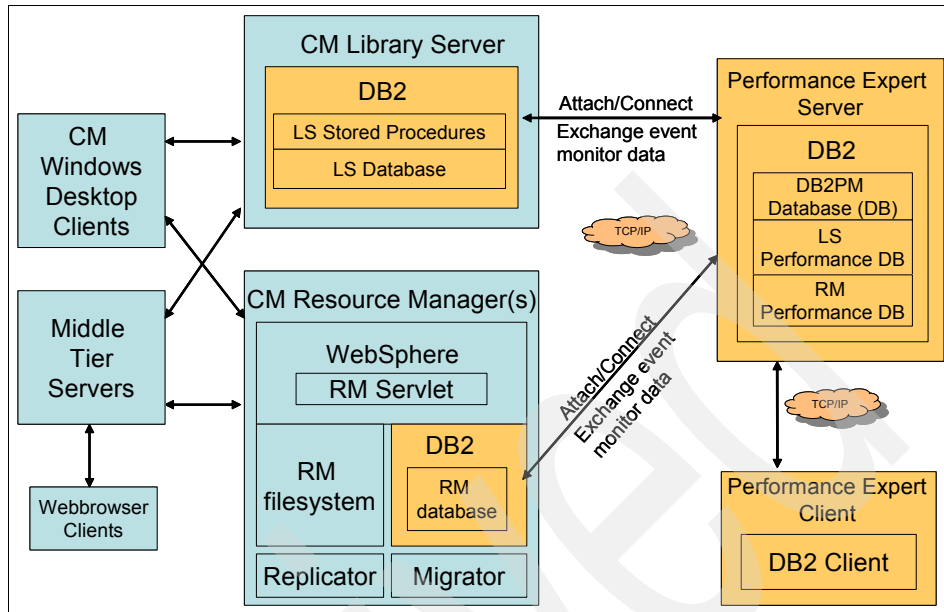 CM Library Server
DB2
LS Stored Procedures
LS Database
CM
Windows
Desktop
Clients
Middle
Tier
Servers
Webbrowser
Clients
CM Resource Manager(s)
WebSphere
RM Servlet
RM
filesystem
DB2
RM
database
Replicator
Migrator
Attach/Connect
Exchange event
monitor data
TCP/IP
Attach/Connect
Exchange event
monitor data
Performance Expert
Server
DB2
DB2PM
Database (DB)
LS
Performance DB
RM
Performance DB
TCP/IP
Performance Expert
Client
DB2 Client